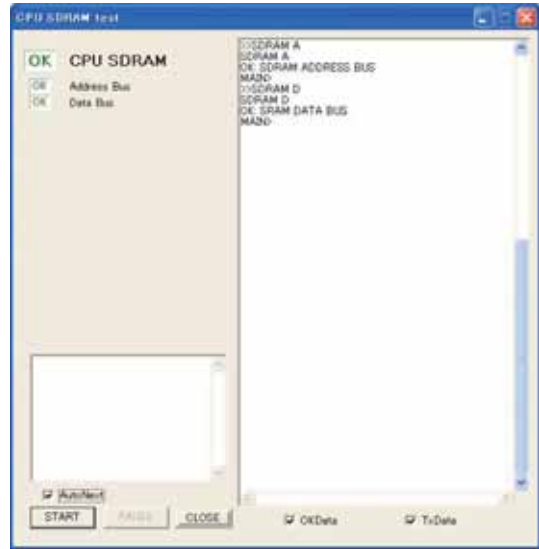 CPU SDRAM test
OK CPU SDRAM
OK Address Bus
OK Data Bus
>>SDRAM A
SDRAM A
OK: SDRAM ADDRESS BUS
MAIN>
>>SDRAM D
SDRAM D
OK: SRAM DATA BUS
MAIN>
AutoNext
START PAUSE CLOSE
OKData TxData